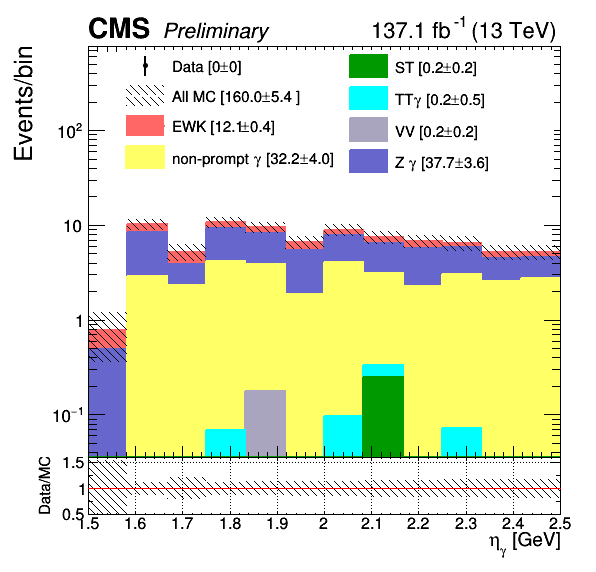 CMS Preliminary 137.1 fb⁻¹ (13 TeV)
Events/bin
Data [0±0]
All MC [160.0±5.4 ]
EWK [12.1±0.4]
non-prompt γ [32.2±4.0]
ST [0.2±0.2]
TTγ [0.2±0.5]
VV [0.2±0.2]
Z γ [37.7±3.6]
10²
10
1
10⁻¹
Data/MC
1.5
1
0.5
1.5 1.6 1.7 1.8 1.9 2 2.1 2.2 2.3 2.4 2.5
η_γ [GeV]